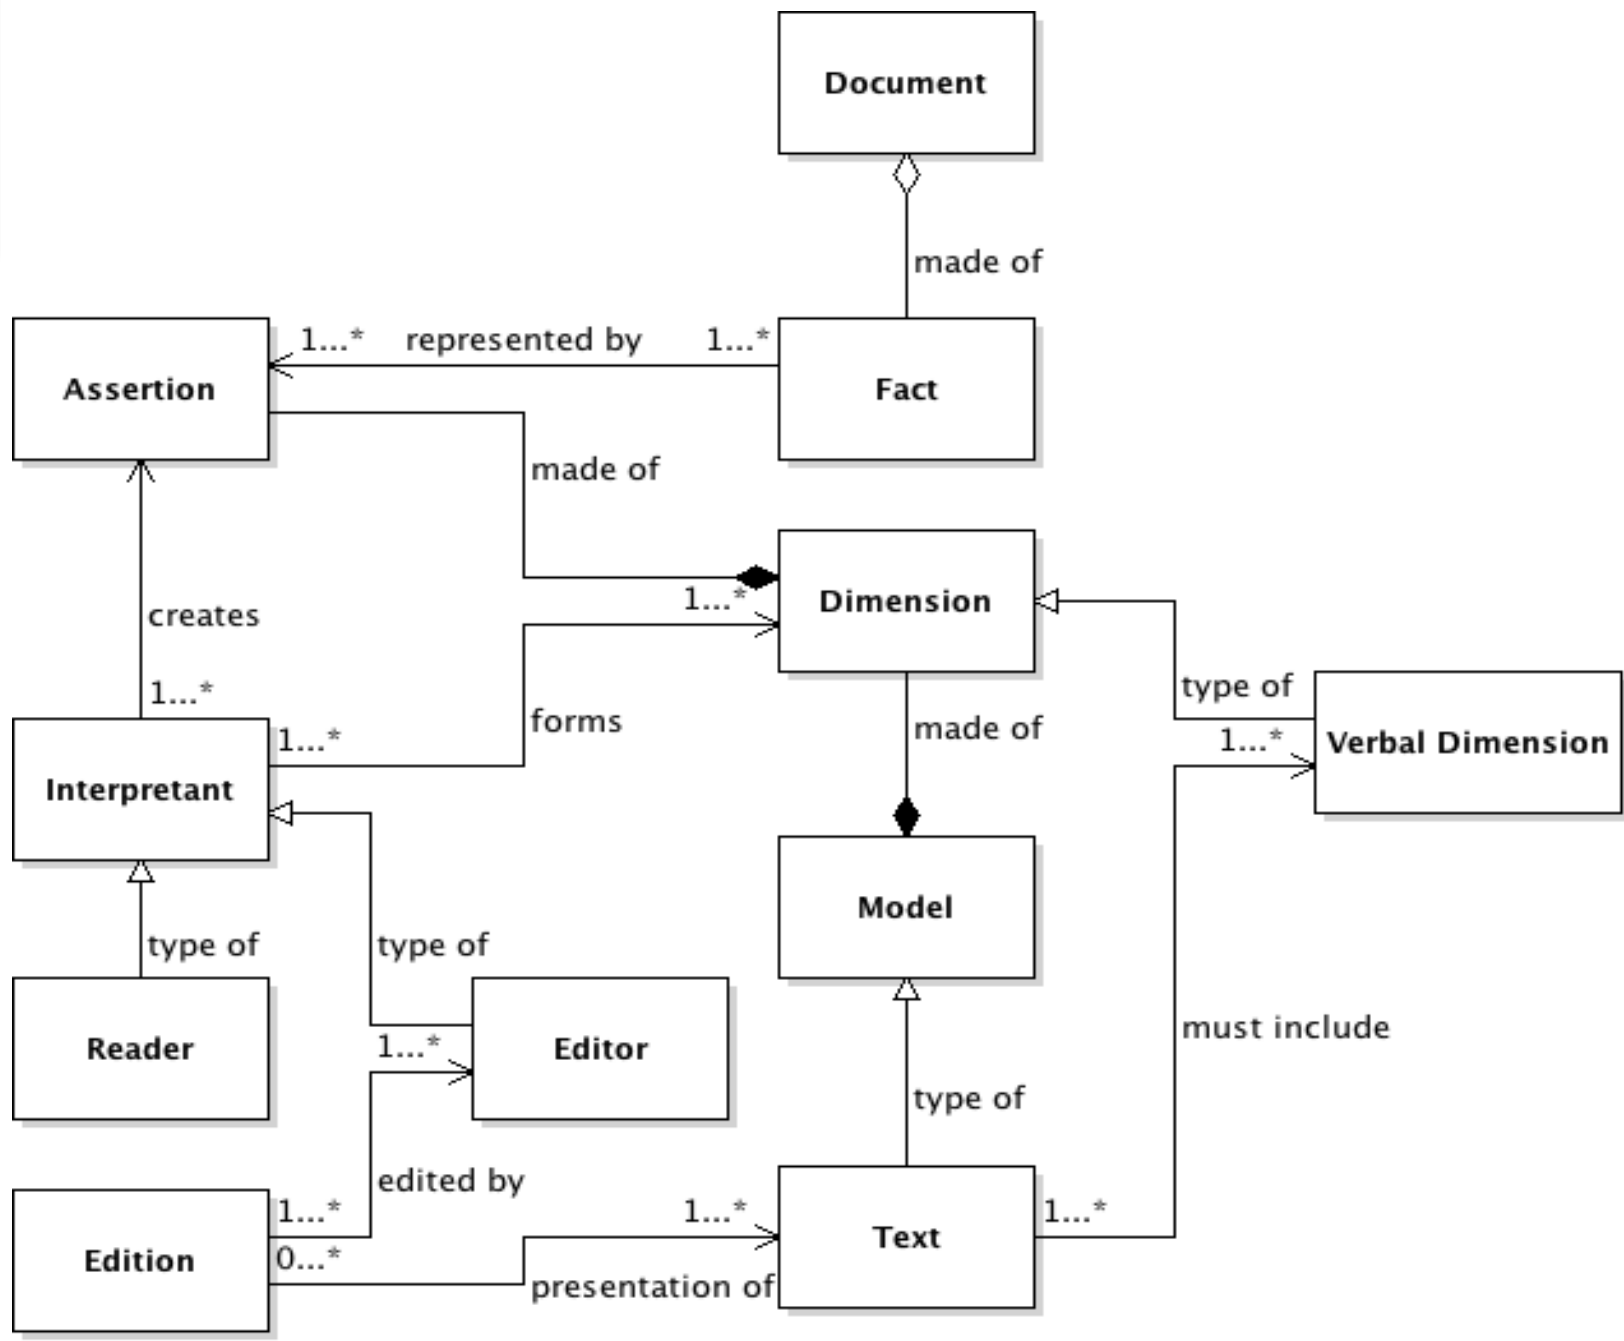 Document
made of
1...* represented by 1...*
Assertion
Fact
made of
Dimension
1...*
creates
type of
1...*
forms
made of
1...*
1...*
Verbal Dimension
Interpretant
Model
type of
type of
Reader
1...*
Editor
must include
type of
edited by
1...*
1...*
1...*
Text
0...*
Edition
presentation of